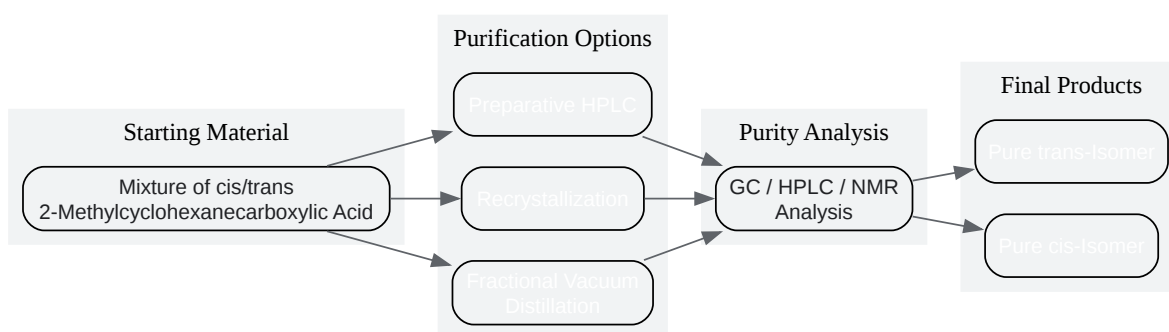 Starting Material
Mixture of cis/trans
2-Methylcyclohexanecarboxylic Acid
Purification Options
Preparative HPLC
Recrystallization
Fractional Vacuum
Distillation
Purity Analysis
GC / HPLC / NMR
Analysis
Final Products
Pure trans-Isomer
Pure cis-Isomer